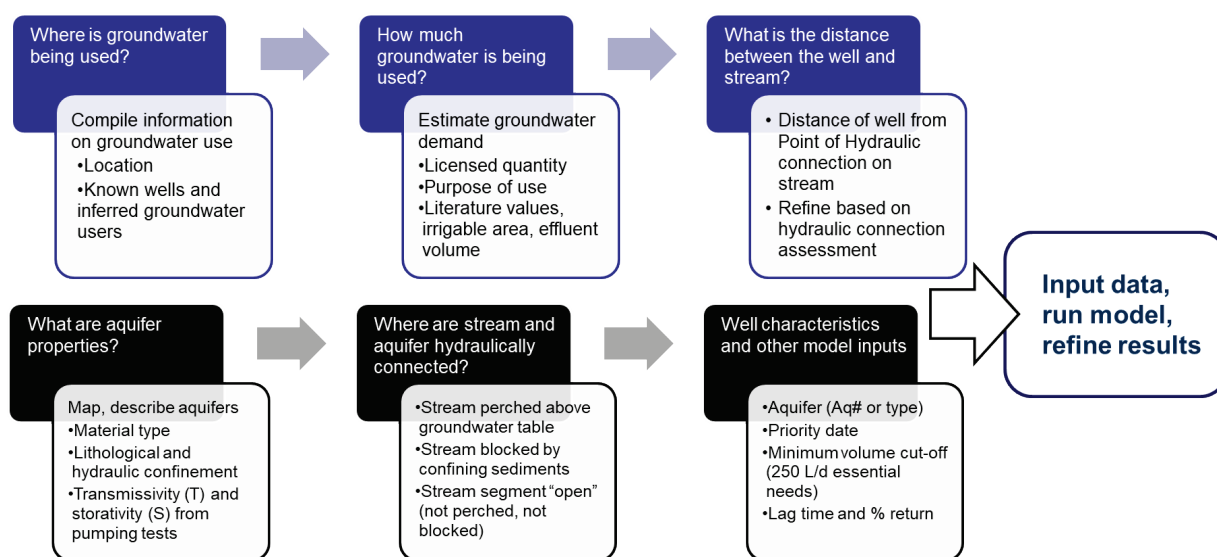 Where is groundwater
being used?
Compile information
on groundwater use
•Location
•Known wells and
inferred groundwater
users
How much
groundwater is being
used?
Estimate groundwater
demand
•Licensed quantity
•Purpose of use
•Literature values,
irrigable area, effluent
volume
What is the distance
between the well and
stream?
• Distance of well from
Point of Hydraulic
connection on
stream
• Refine based on
hydraulic connection
assessment
What are aquifer
properties?
Map, describe aquifers
•Material type
•Lithological and
hydraulic confinement
•Transmissivity (T) and
storativity (S) from
pumping tests
Where are stream and
aquifer hydraulically
connected?
•Stream perched above
groundwater table
•Stream blocked by
confining sediments
•Stream segment “open”
(not perched, not
blocked)
Well characteristics
and other model inputs
•Aquifer (Aq# or type)
•Priority date
•Minimum volume cut-off
(250 L/d essential
needs)
•Lag time and % return
Input data,
run model,
refine results